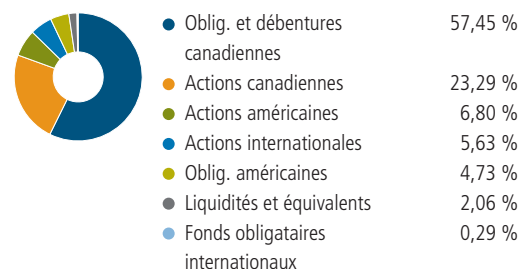 Oblig. et débentures 57,45 %
canadiennes
Actions canadiennes 23,29 %
Actions américaines 6,80 %
Actions internationales 5,63 %
Oblig. américaines 4,73 %
Liquidités et équivalents 2,06 %
Fonds obligataires 0,29 %
internationaux